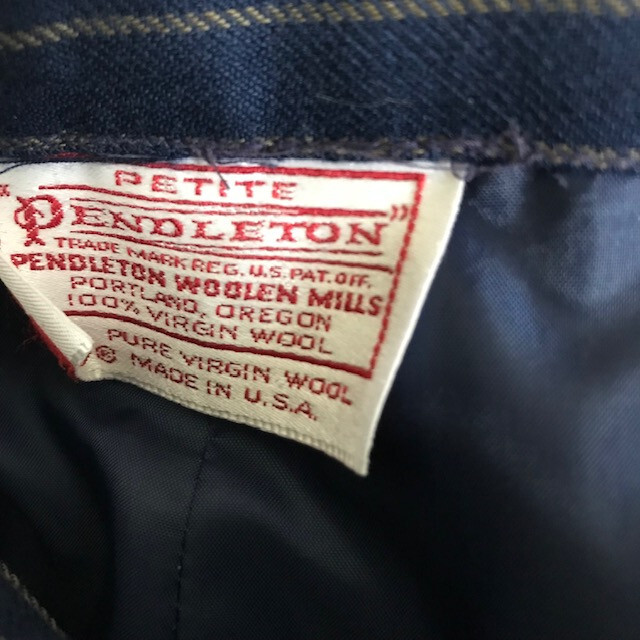 PETITE
"PENDLETON"
TRADE MARK REG. U.S. PAT. OFF.
PENDLETON WOOLEN MILLS
PORTLAND, OREGON
100% VIRGIN WOOL
PURE VIRGIN WOOL
® MADE IN U.S.A.